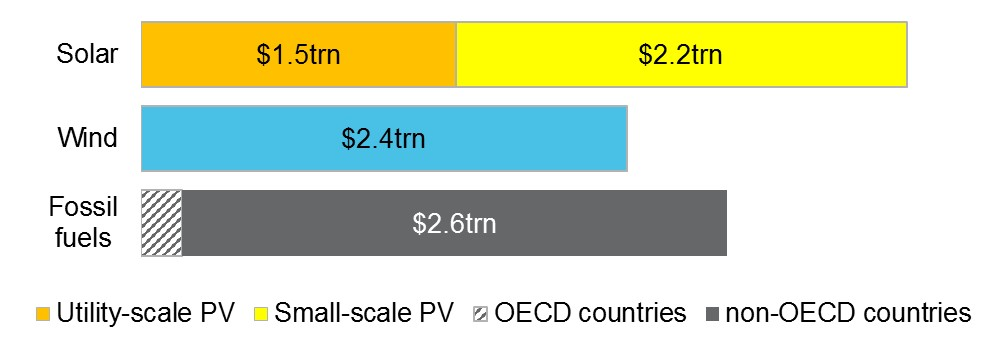 Solar
$1.5trn
$2.2trn
Wind
$2.4trn
Fossil
fuels
$2.6trn
Utility-scale PV Small-scale PV OECD countries non-OECD countries